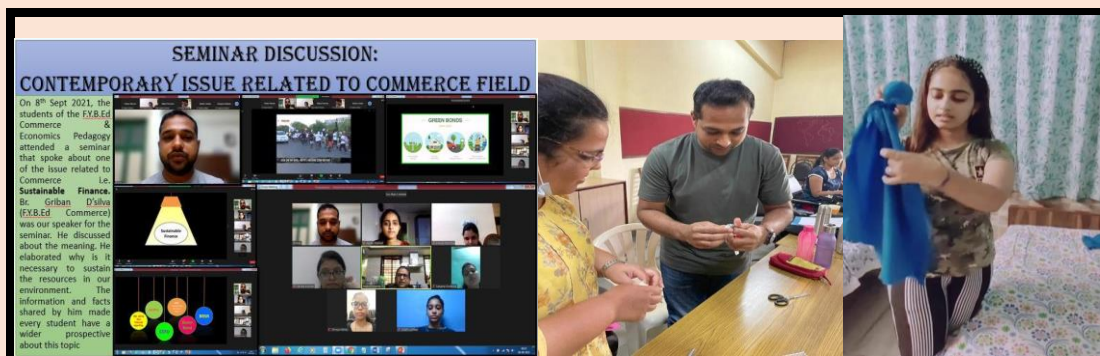 SEMINAR DISCUSSION:
CONTEMPORARY ISSUE RELATED TO COMMERCE FIELD
On 8th Sept 2021, the
students of the F.Y.B.Ed
Commerce &
Economics Pedagogy
attended a seminar
that spoke about one
of the issue related to
Commerce i.e.
Sustainable Finance.
Br. Griban D'silva
(F.Y.B.Ed Commerce)
was our speaker for the
seminar. He discussed
about the meaning. He
elaborated why is it
necessary to sustain
the resources in our
environment. The
information and facts
shared by him made
every student have a
wider prospective
about this topic
GREEN BONDS
Sustainable
Finance